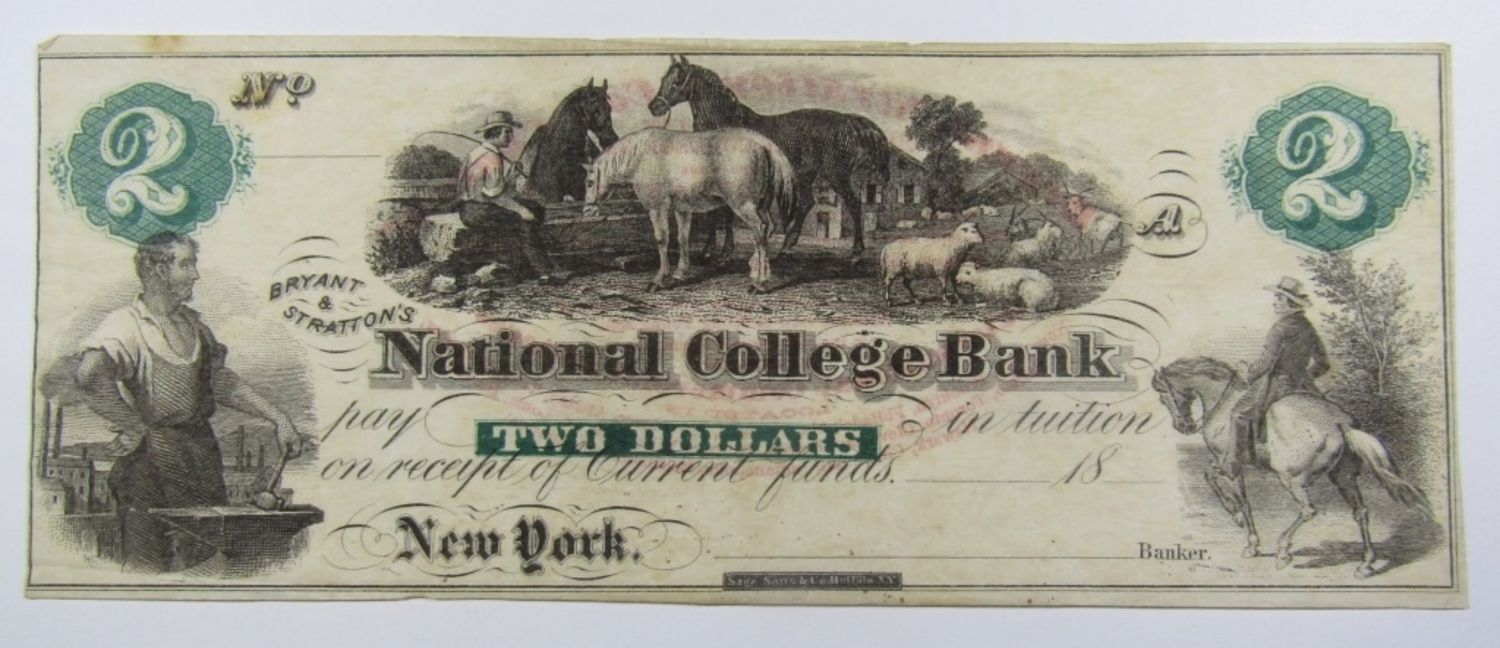 2
No
2
A
BRYANT
&
STRATTON'S
National College Bank
pay TWO DOLLARS in tuition
on receipt of Current funds. 18
New York.
Banker.
Sage Sons & Co. Buffalo N.Y.